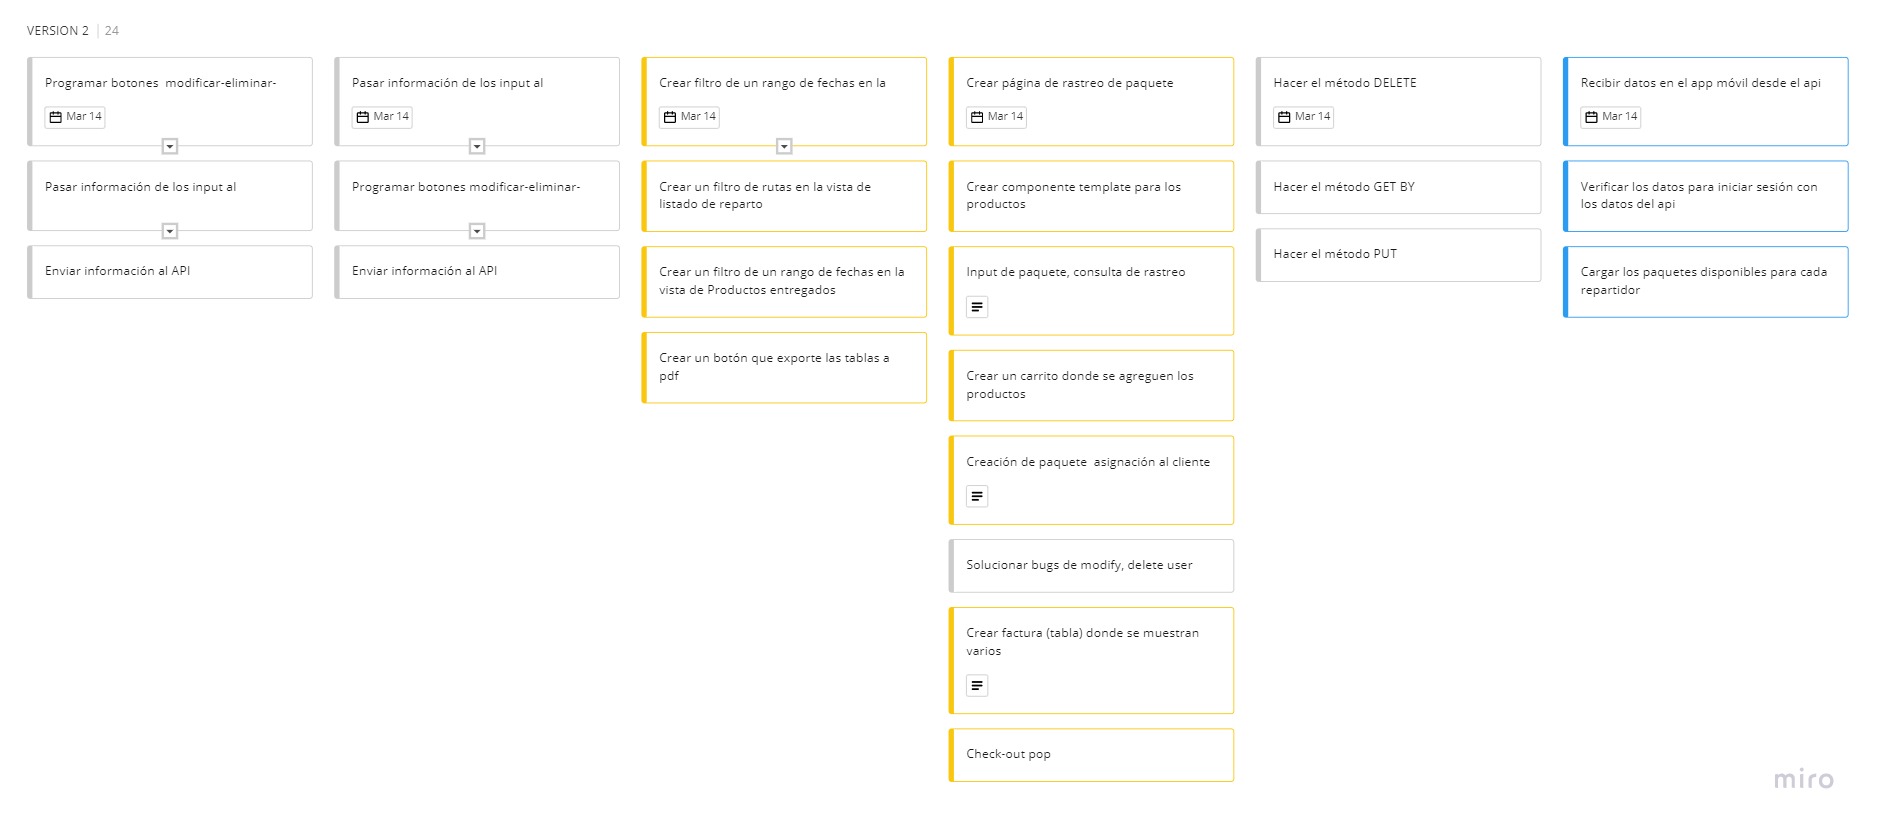 VERSION 2 | 24
Programar botones modificar-eliminar-
Mar 14
Pasar información de los input al
Enviar información al API
Pasar información de los input al
Mar 14
Programar botones modificar-eliminar-
Enviar información al API
Crear filtro de un rango de fechas en la
Mar 14
Crear un filtro de rutas en la vista de
listado de reparto
Crear un filtro de un rango de fechas en la
vista de Productos entregados
Crear un botón que exporte las tablas a
pdf
Crear página de rastreo de paquete
Mar 14
Crear componente template para los
productos
Input de paquete, consulta de rastreo
Crear un carrito donde se agreguen los
productos
Creación de paquete asignación al cliente
Solucionar bugs de modify, delete user
Crear factura (tabla) donde se muestran
varios
Check-out pop
Hacer el método DELETE
Mar 14
Hacer el método GET BY
Hacer el método PUT
Recibir datos en el app móvil desde el api
Mar 14
Verificar los datos para iniciar sesión con
los datos del api
Cargar los paquetes disponibles para cada
repartidor
miro